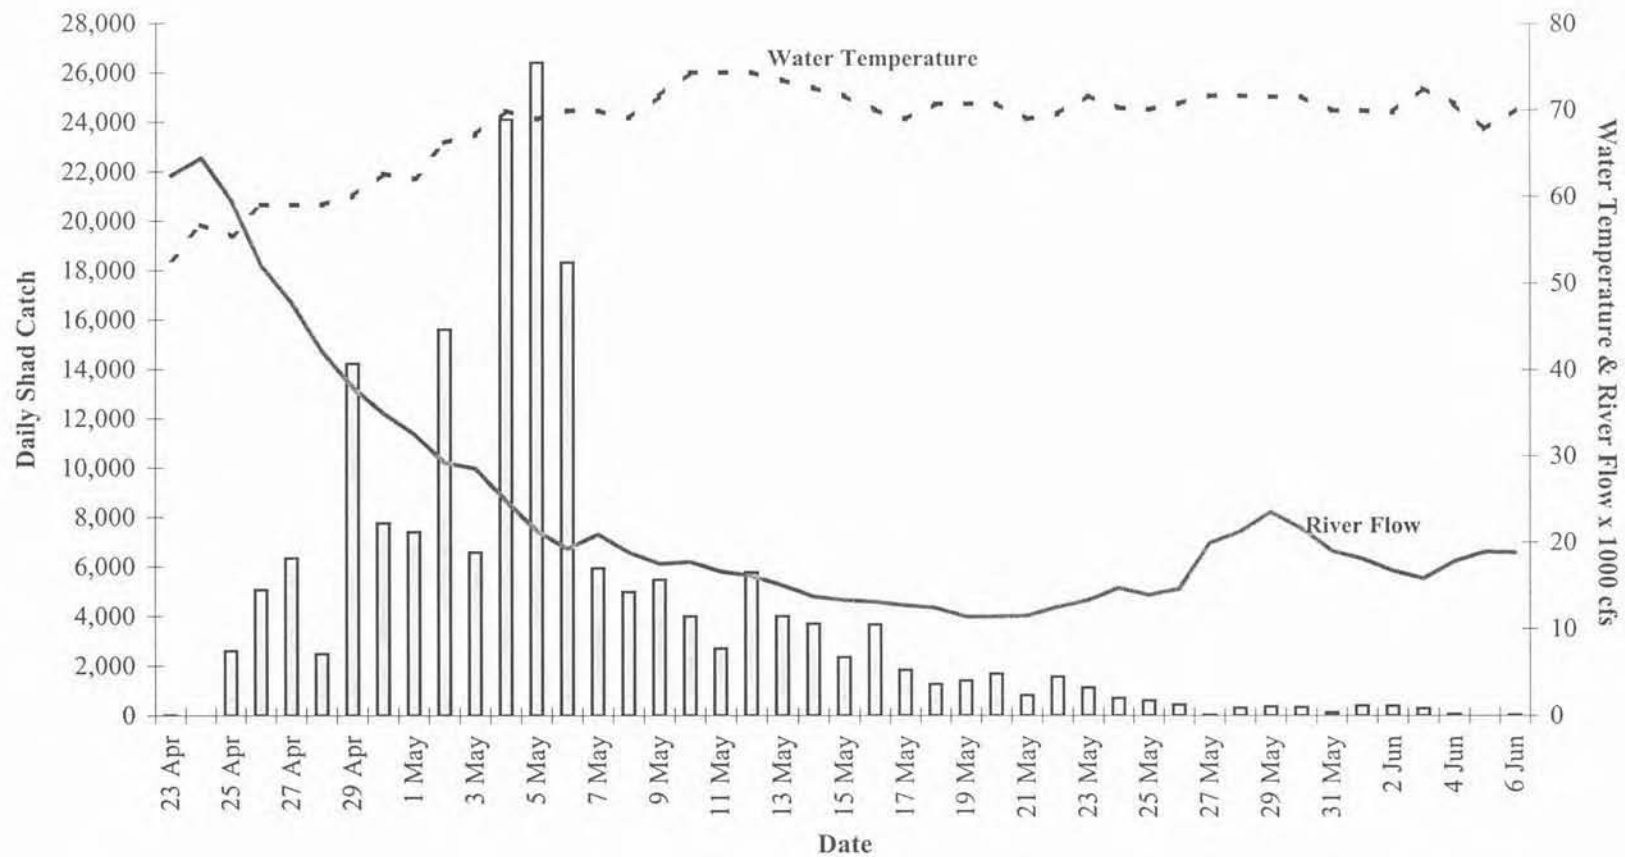 28,000
26,000
24,000
22,000
20,000
18,000
16,000
14,000
12,000
10,000
8,000
6,000
4,000
2,000
0
Daily Shad Catch
Water Temperature
River Flow
80
70
60
50
40
30
20
10
0
Water Temperature & River Flow x 1000 cfs
23 Apr
25 Apr
27 Apr
29 Apr
1 May
3 May
5 May
7 May
9 May
11 May
13 May
15 May
17 May
19 May
21 May
23 May
25 May
27 May
29 May
31 May
2 Jun
4 Jun
6 Jun
Date